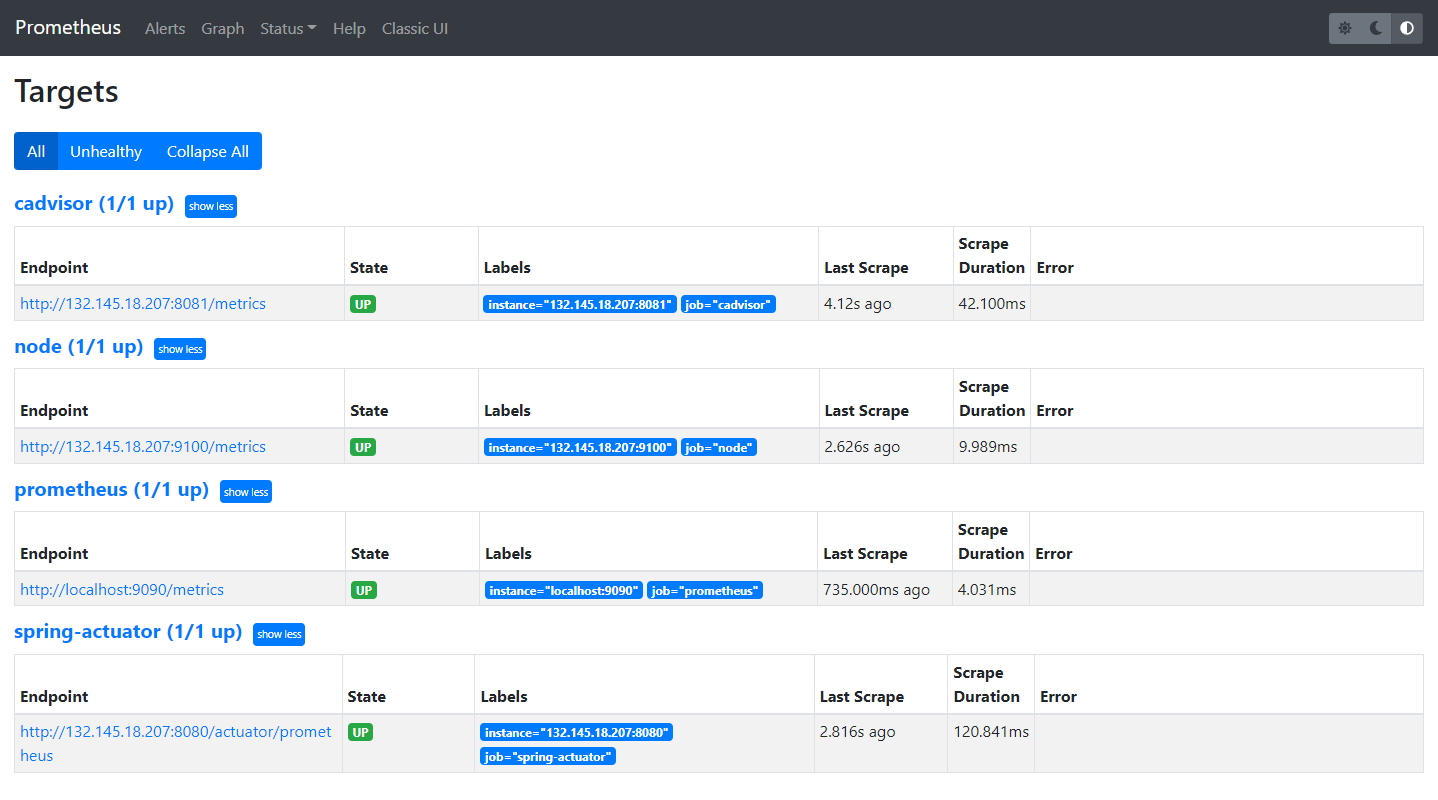 Prometheus Alerts Graph Status Help Classic UI
Targets
All Unhealthy Collapse All
cadvisor (1/1 up) show less
Endpoint State Labels Last Scrape Scrape Duration Error
http://132.145.18.207:8081/metrics UP instance="132.145.18.207:8081" job="cadvisor" 4.12s ago 42.100ms
node (1/1 up) show less
Endpoint State Labels Last Scrape Scrape Duration Error
http://132.145.18.207:9100/metrics UP instance="132.145.18.207:9100" job="node" 2.626s ago 9.989ms
prometheus (1/1 up) show less
Endpoint State Labels Last Scrape Scrape Duration Error
http://localhost:9090/metrics UP instance="localhost:9090" job="prometheus" 735.000ms ago 4.031ms
spring-actuator (1/1 up) show less
Endpoint State Labels Last Scrape Scrape Duration Error
http://132.145.18.207:8080/actuator/promet UP instance="132.145.18.207:8080" 2.816s ago 120.841ms
heus job="spring-actuator"